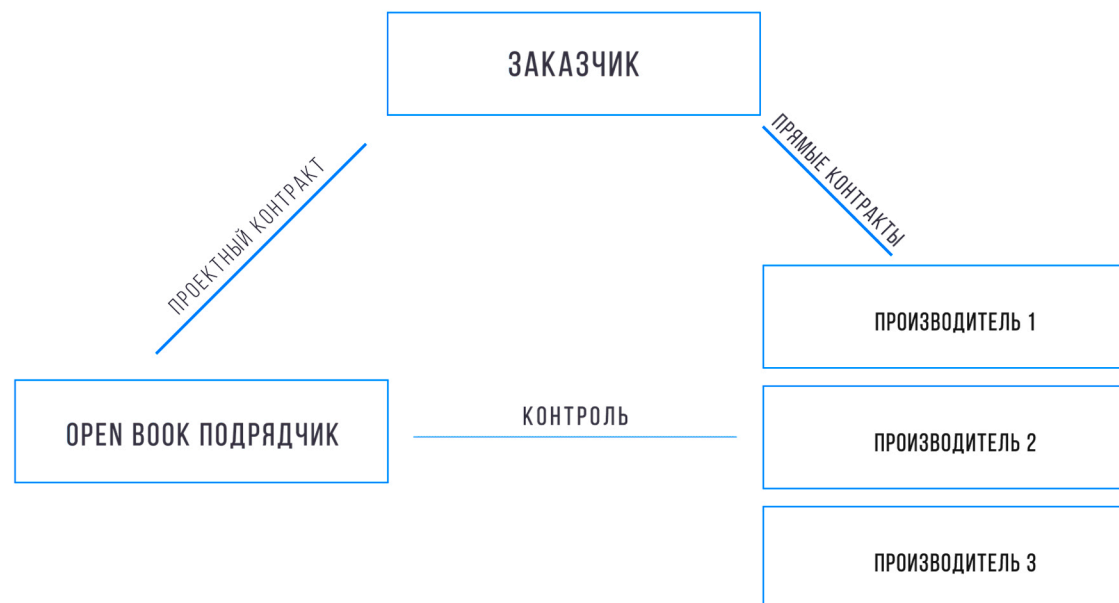 ЗАКАЗЧИК
ПРОЕКТНЫЙ КОНТРАКТ
ПРЯМЫЕ КОНТРАКТЫ
OPEN BOOK ПОДРЯДЧИК
КОНТРОЛЬ
ПРОИЗВОДИТЕЛЬ 1
ПРОИЗВОДИТЕЛЬ 2
ПРОИЗВОДИТЕЛЬ 3